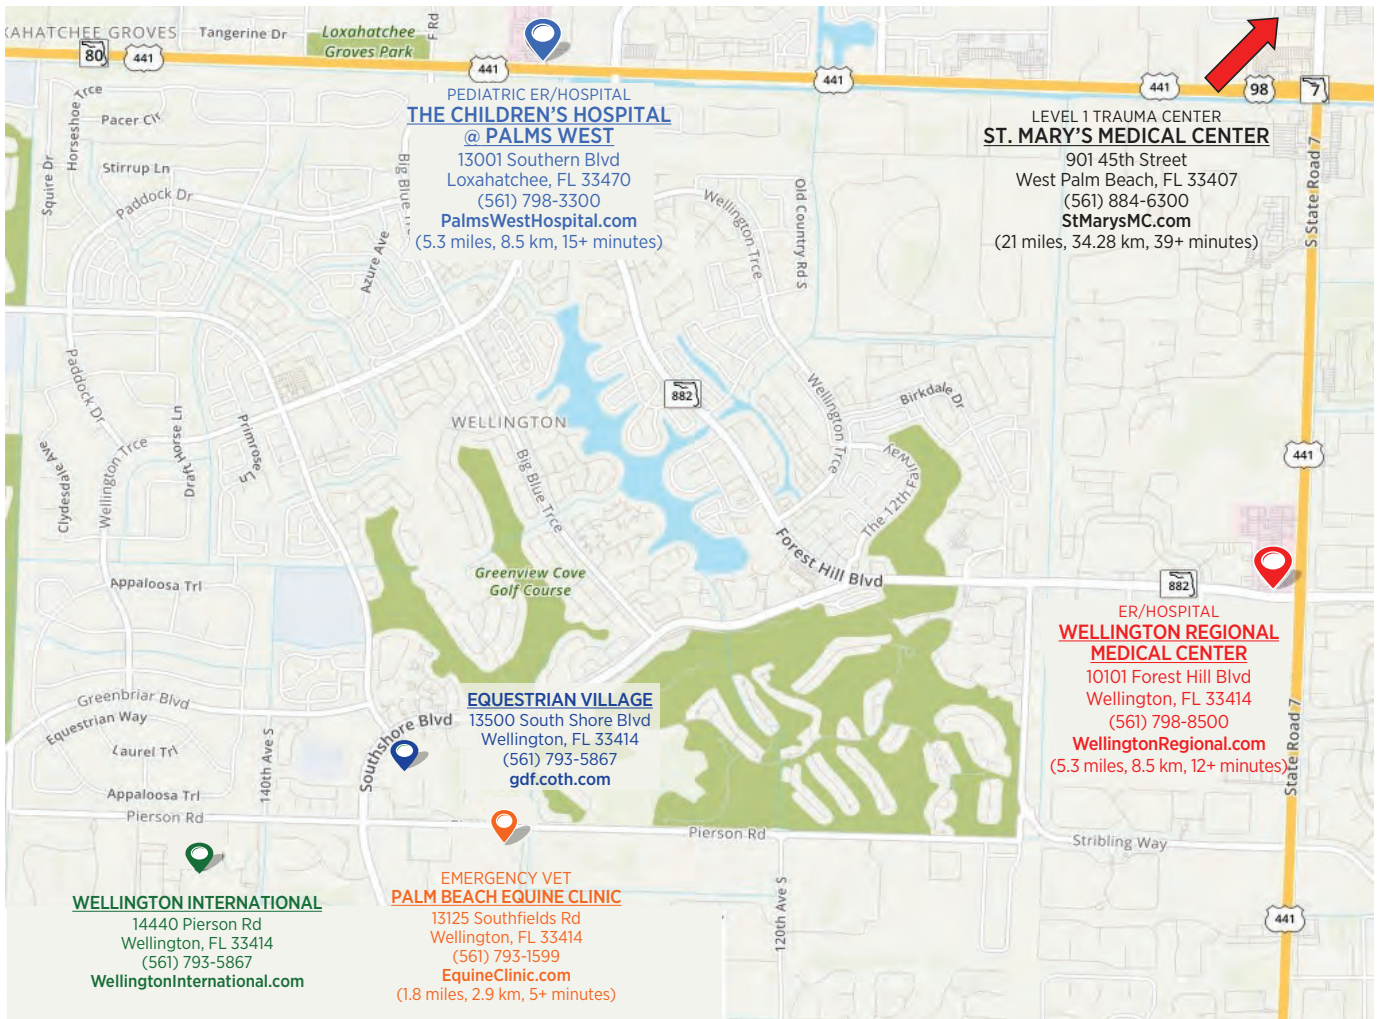 XAHATCHEE GROVES
Tangerine Dr
Loxahatchee
Groves Park
F Rd
80
441
441
441
441
98
7
PEDIATRIC ER/HOSPITAL
THE CHILDREN'S HOSPITAL
@ PALMS WEST
13001 Southern Blvd
Loxahatchee, FL 33470
(561) 798-3300
PalmsWestHospital.com
(5.3 miles, 8.5 km, 15+ minutes)
LEVEL 1 TRAUMA CENTER
ST. MARY'S MEDICAL CENTER
901 45th Street
West Palm Beach, FL 33407
(561) 884-6300
StMarysMC.com
(21 miles, 34.28 km, 39+ minutes)
S State Road 7
Horseshoe Trce
Pacer Cir
Stirrup Ln
Squire Dr
Paddock Dr
Big Blue
Azure Ave
Wellington Trce
Old Country Rd S
Paddock Dr
882
Wellington Trce
Birkdale Dr
WELLINGTON
Primrose Ln
Draft Horse Ln
Clydesdale Ave
Wellington Trce
Big Blue Trce
The 12th Fairway
441
Forest Hill Blvd
Greenview Cove
Golf Course
Appaloosa Trl
882
ER/HOSPITAL
WELLINGTON REGIONAL
MEDICAL CENTER
10101 Forest Hill Blvd
Wellington, FL 33414
(561) 798-8500
WellingtonRegional.com
(5.3 miles, 8.5 km, 12+ minutes)
State Road 7
Greenbriar Blvd
Equestrian Way
Laurel Trl
140th Ave S
Southshore Blvd
EQUESTRIAN VILLAGE
13500 South Shore Blvd
Wellington, FL 33414
(561) 793-5867
gdf.coth.com
Appaloosa Trl
Pierson Rd
Pierson Rd
Stribling Way
120th Ave S
441
EMERGENCY VET
PALM BEACH EQUINE CLINIC
13125 Southfields Rd
Wellington, FL 33414
(561) 793-1599
EquineClinic.com
(1.8 miles, 2.9 km, 5+ minutes)
WELLINGTON INTERNATIONAL
14440 Pierson Rd
Wellington, FL 33414
(561) 793-5867
WellingtonInternational.com